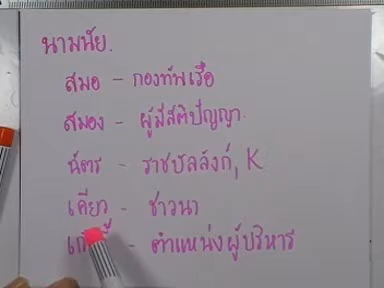 นามนัย.
สมอ - กองทัพเรือ
สมอง - ผู้มีสติปัญญา.
ฉัตร - ราชบัลลังก์, K
เคียว - ชาวนา
- ตำแหน่งผู้บริหาร